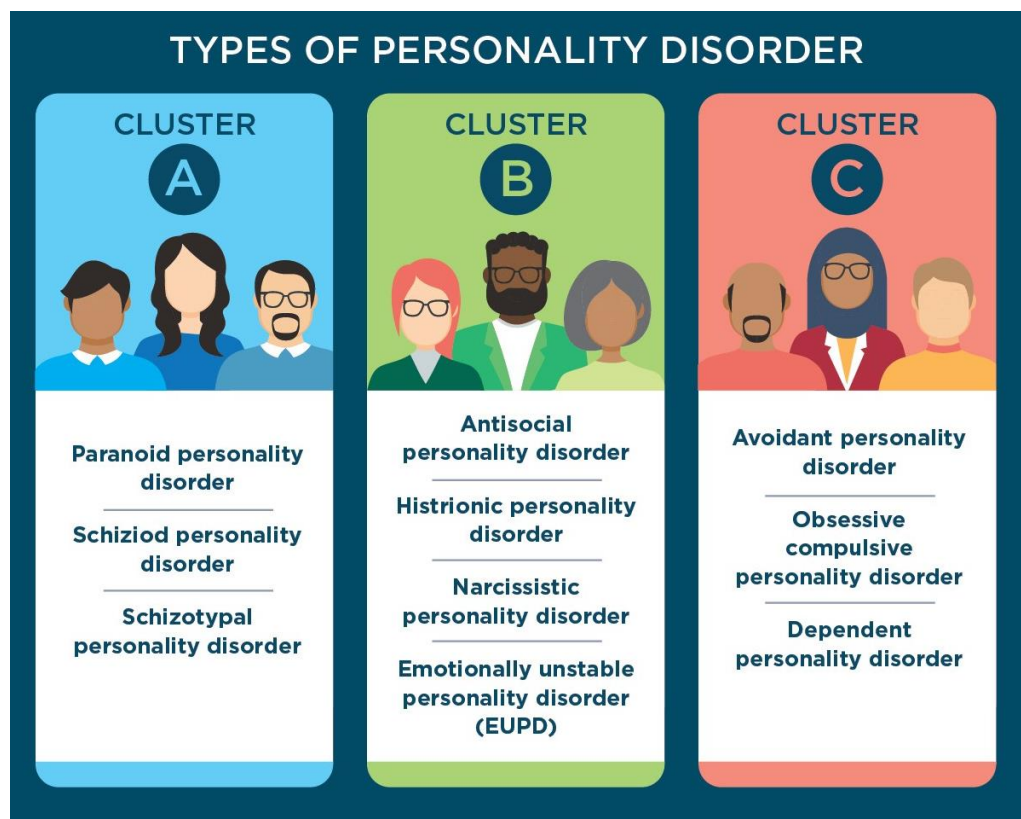 TYPES OF PERSONALITY DISORDER
CLUSTER
A
Paranoid personality
disorder
Schiziod personality
disorder
Schizotypal
personality disorder
CLUSTER
B
Antisocial
personality disorder
Histrionic personality
disorder
Narcissistic
personality disorder
Emotionally unstable
personality disorder
(EUPD)
CLUSTER
C
Avoidant personality
disorder
Obsessive
compulsive
personality disorder
Dependent
personality disorder